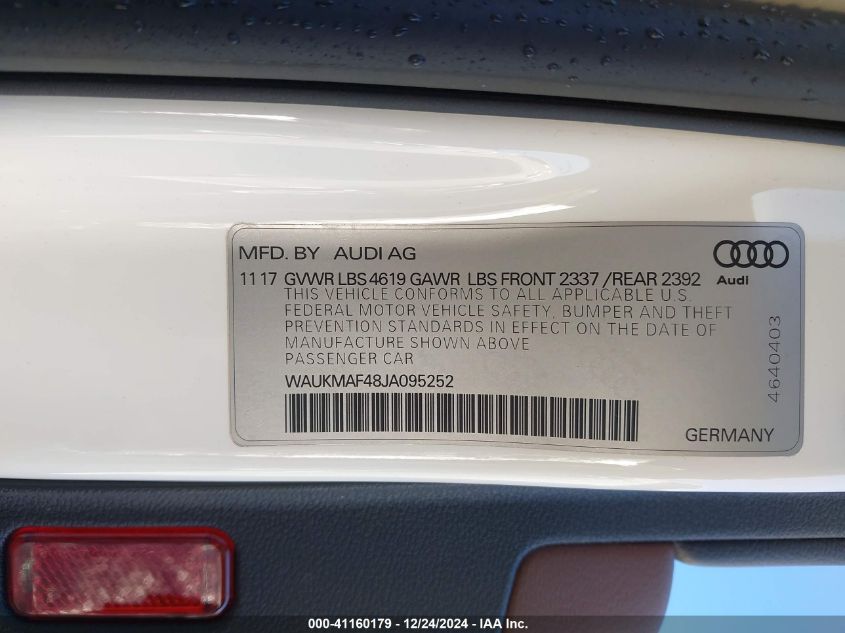 MFD. BY AUDI AG
Audi
11 17 GVWR LBS 4619 GAWR LBS FRONT 2337 /REAR 2392
THIS VEHICLE CONFORMS TO ALL APPLICABLE U.S.
FEDERAL MOTOR VEHICLE SAFETY, BUMPER AND THEFT
PREVENTION STANDARDS IN EFFECT ON THE DATE OF
MANUFACTURE SHOWN ABOVE
PASSENGER CAR
WAUKMAF48JA095252
4640403
GERMANY
000-41160179 - 12/24/2024 - IAA Inc.